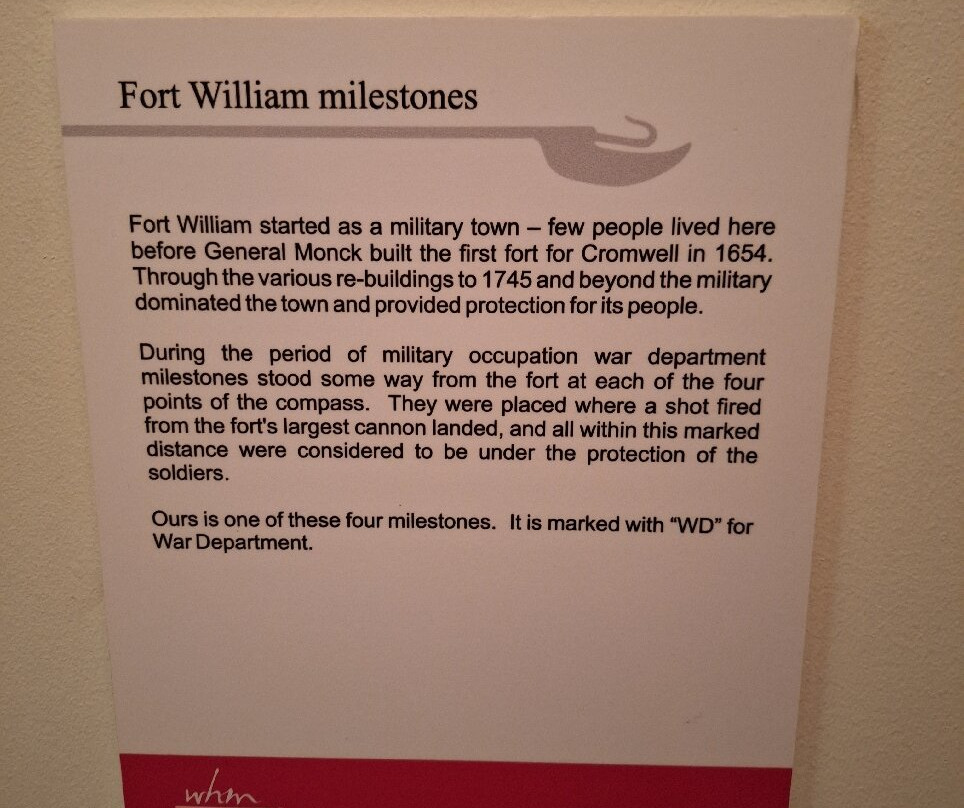 Fort William milestones
Fort William started as a military town – few people lived here
before General Monck built the first fort for Cromwell in 1654.
Through the various re-buildings to 1745 and beyond the military
dominated the town and provided protection for its people.
During the period of military occupation war department
milestones stood some way from the fort at each of the four
points of the compass. They were placed where a shot fired
from the fort's largest cannon landed, and all within this marked
distance were considered to be under the protection of the
soldiers.
Ours is one of these four milestones. It is marked with “WD” for
War Department.
whm